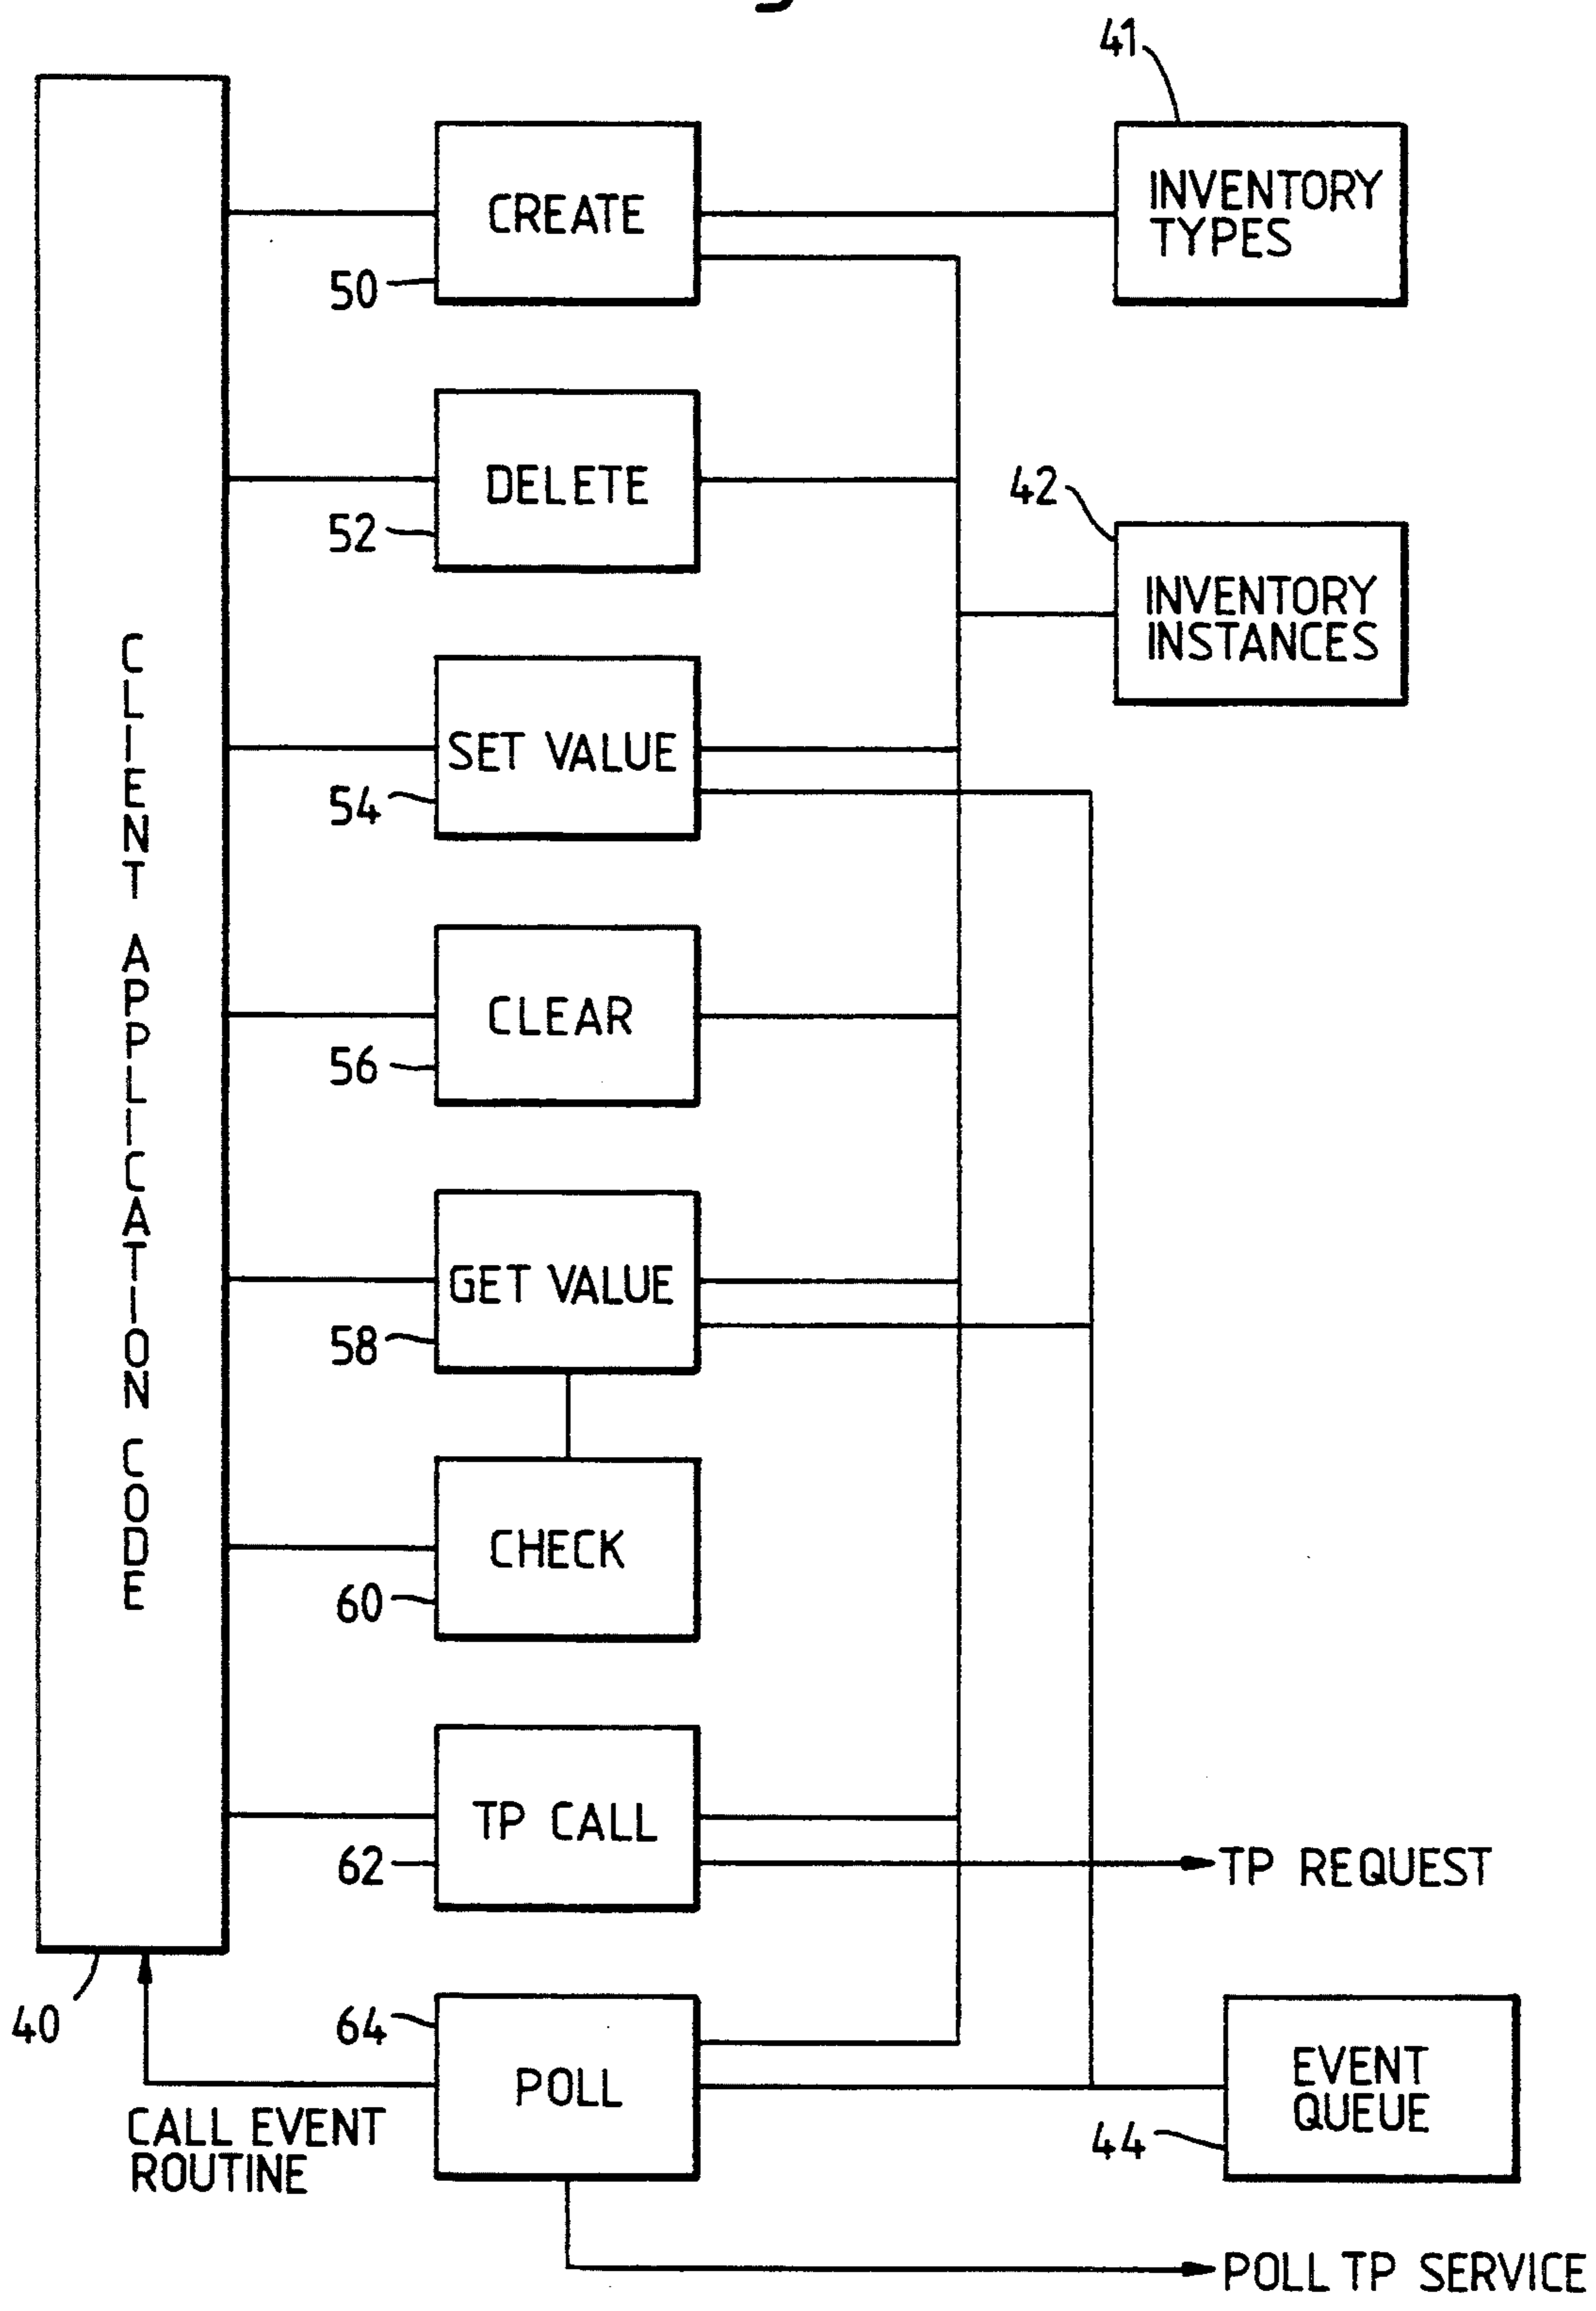 41
CREATE
50
INVENTORY
TYPES
DELETE
52
42
INVENTORY
INSTANCES
SET VALUE
54
CLIENT APPLICATION CODE
CLEAR
56
GET VALUE
58
CHECK
60
TP CALL
62
TP REQUEST
40
64
POLL
CALL EVENT
ROUTINE
EVENT
QUEUE
44
POLL TP SERVICE